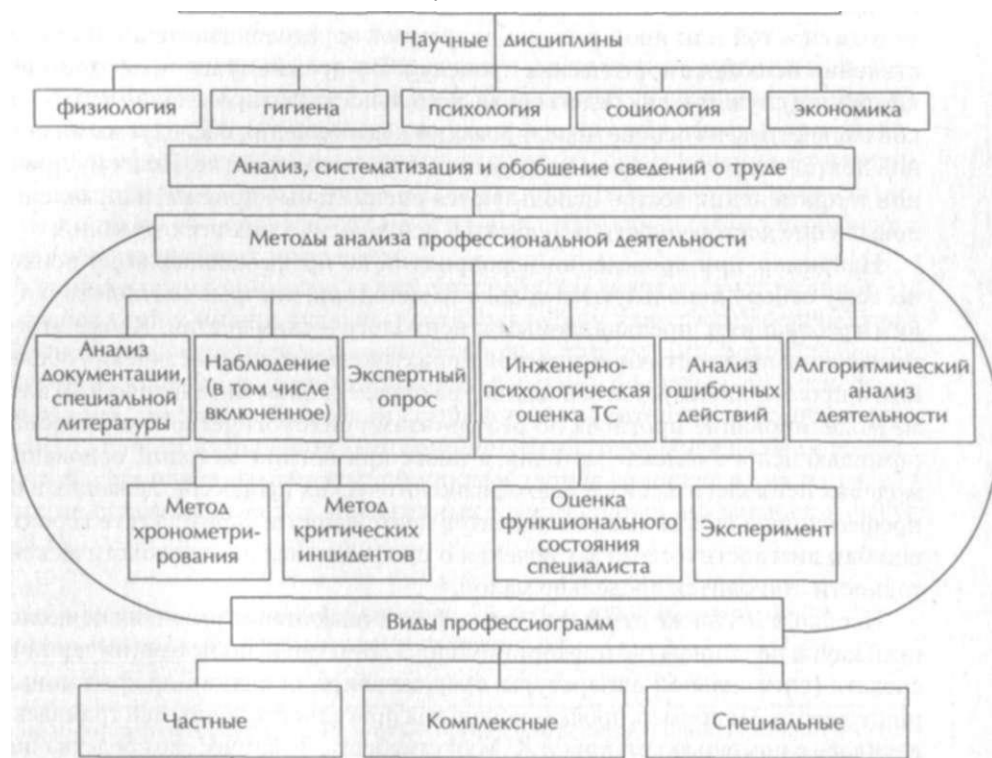 Научные дисциплины
физиология
гигиена
психология
социология
экономика
Анализ, систематизация и обобщение сведений о труде
Методы анализа профессиональной деятельности
Анализ
документации,
специальной
литературы
Наблюдение
(в том числе
включенное)
Экспертный
опрос
Инженерно-
психологическая
оценка ТС
Анализ
ошибочных
действий
Алгоритмический
анализ
деятельности
Метод
хронометри-
рования
Метод
критических
инцидентов
Оценка
функционального
состояния
специалиста
Эксперимент
Виды профессиограмм
Частные
Комплексные
Специальные